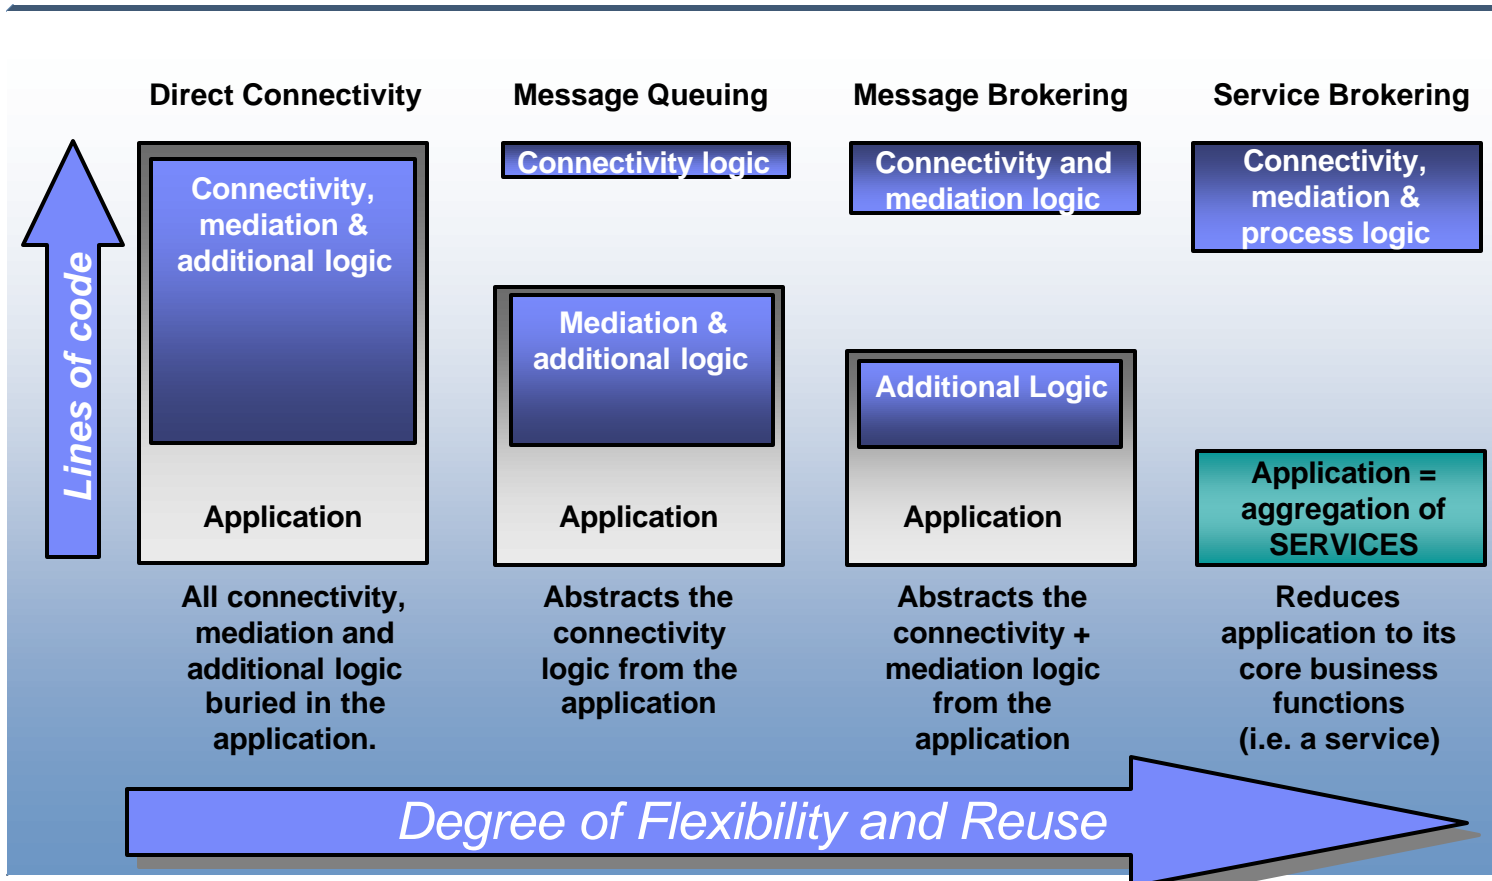 Direct Connectivity
Message Queuing
Message Brokering
Service Brokering
Connectivity,
mediation &
additional logic
Application
Connectivity logic
Mediation &
additional logic
Application
Connectivity and
mediation logic
Additional Logic
Application
Connectivity,
mediation &
process logic
Application =
aggregation of
SERVICES
Lines of code
All connectivity,
mediation and
additional logic
buried in the
application.
Abstracts the
connectivity
logic from the
application
Abstracts the
connectivity +
mediation logic
from the
application
Reduces
application to its
core business
functions
(i.e. a service)
Degree of Flexibility and Reuse